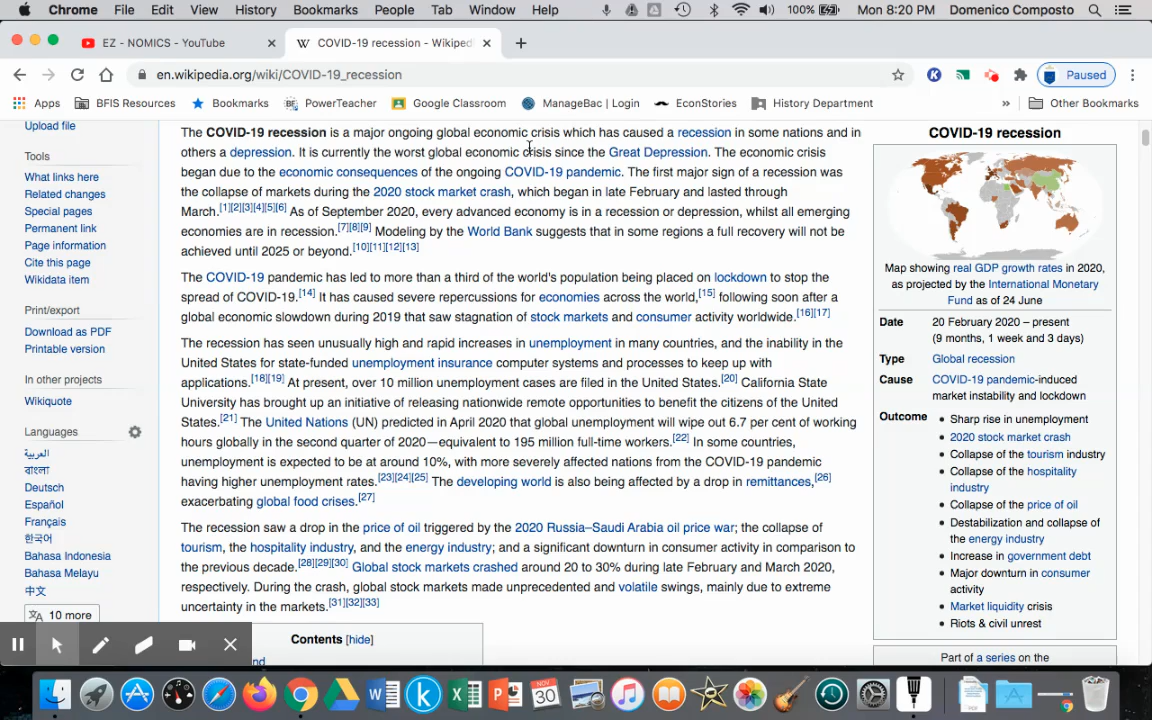 Chrome File Edit View History Bookmarks People Tab Window Help 100% Mon 8:20 PM Domenico Composto
EZ - NOMICS - YouTube COVID-19 recession - Wikiped
en.wikipedia.org/wiki/COVID-19_recession Paused
Apps BFIS Resources Bookmarks PowerTeacher Google Classroom ManageBac | Login EconStories History Department » Other Bookmarks
Upload file
Tools
What links here
Related changes
Special pages
Permanent link
Page information
Cite this page
Wikidata item
Print/export
Download as PDF
Printable version
In other projects
Wikiquote
Languages
العربية
বাংলা
Deutsch
Español
Français
한국어
Bahasa Indonesia
Bahasa Melayu
中文
10 more
The COVID-19 recession is a major ongoing global economic crisis which has caused a recession in some nations and in
others a depression. It is currently the worst global economic crisis since the Great Depression. The economic crisis
began due to the economic consequences of the ongoing COVID-19 pandemic. The first major sign of a recession was
the collapse of markets during the 2020 stock market crash, which began in late February and lasted through
March.[1][2][3][4][5][6] As of September 2020, every advanced economy is in a recession or depression, whilst all emerging
economies are in recession.[7][8][9] Modeling by the World Bank suggests that in some regions a full recovery will not be
achieved until 2025 or beyond.[10][11][12][13]
The COVID-19 pandemic has led to more than a third of the world's population being placed on lockdown to stop the
spread of COVID-19.[14] It has caused severe repercussions for economies across the world,[15] following soon after a
global economic slowdown during 2019 that saw stagnation of stock markets and consumer activity worldwide.[16][17]
The recession has seen unusually high and rapid increases in unemployment in many countries, and the inability in the
United States for state-funded unemployment insurance computer systems and processes to keep up with
applications.[18][19] At present, over 10 million unemployment cases are filed in the United States.[20] California State
University has brought up an initiative of releasing nationwide remote opportunities to benefit the citizens of the United
States.[21] The United Nations (UN) predicted in April 2020 that global unemployment will wipe out 6.7 per cent of working
hours globally in the second quarter of 2020—equivalent to 195 million full-time workers.[22] In some countries,
unemployment is expected to be at around 10%, with more severely affected nations from the COVID-19 pandemic
having higher unemployment rates.[23][24][25] The developing world is also being affected by a drop in remittances,[26]
exacerbating global food crises.[27]
The recession saw a drop in the price of oil triggered by the 2020 Russia–Saudi Arabia oil price war; the collapse of
tourism, the hospitality industry, and the energy industry; and a significant downturn in consumer activity in comparison to
the previous decade.[28][29][30] Global stock markets crashed around 20 to 30% during late February and March 2020,
respectively. During the crash, global stock markets made unprecedented and volatile swings, mainly due to extreme
uncertainty in the markets.[31][32][33]
Contents [hide]
COVID-19 recession
Map showing real GDP growth rates in 2020,
as projected by the International Monetary
Fund as of 24 June
Date 20 February 2020 – present
(9 months, 1 week and 3 days)
Type Global recession
Cause COVID-19 pandemic-induced
market instability and lockdown
Outcome • Sharp rise in unemployment
• 2020 stock market crash
• Collapse of the tourism industry
• Collapse of the hospitality
industry
• Collapse of the price of oil
• Destabilization and collapse of
the energy industry
• Increase in government debt
• Major downturn in consumer
activity
• Market liquidity crisis
• Riots & civil unrest
Part of a series on the
NOV
30